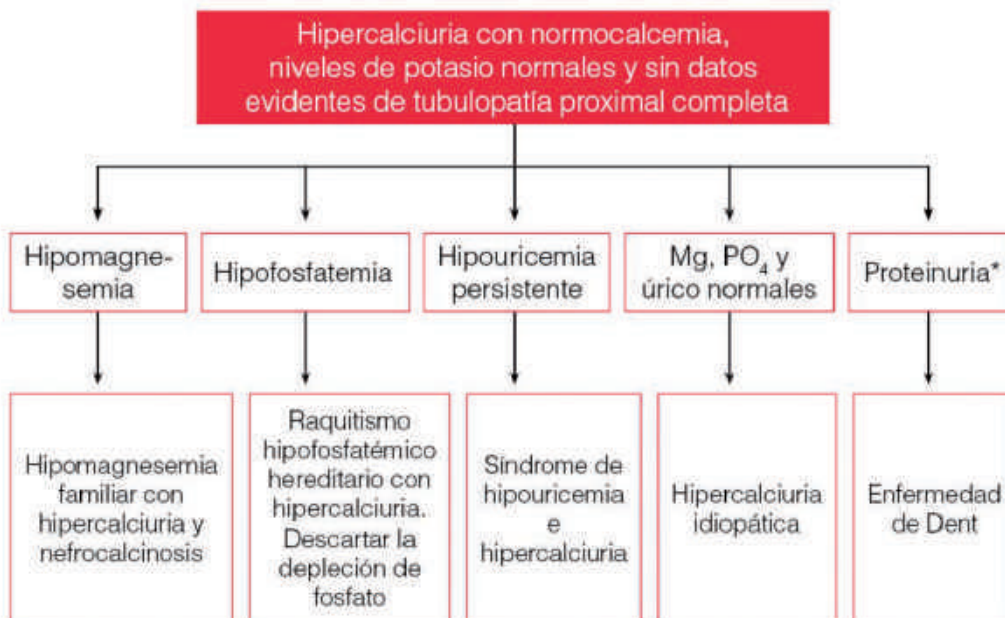 Hipercalciuria con normocalcemia,
niveles de potasio normales y sin datos
evidentes de tubulopatía proximal completa
Hipomagne-
semia
Hipofosfatemia
Hipouricemia
persistente
Mg, PO₄ y
úrico normales
Proteinuria*
Hipomagnesemia
familiar con
hipercalciuria y
nefrocalcinosis
Raquitismo
hipofosfatémico
hereditario con
hipercalciuria.
Descartar la
depleción de
fosfato
Síndrome de
hipouricemia
e
hipercalciuria
Hipercalciuria
idiopática
Enfermedad
de Dent